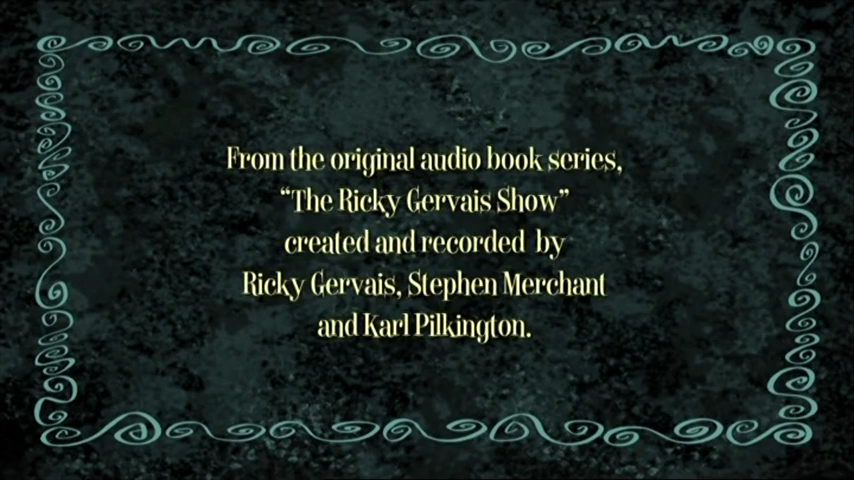 From the original audio book series,
“The Ricky Gervais Show”
created and recorded by
Ricky Gervais, Stephen Merchant
and Karl Pilkington.